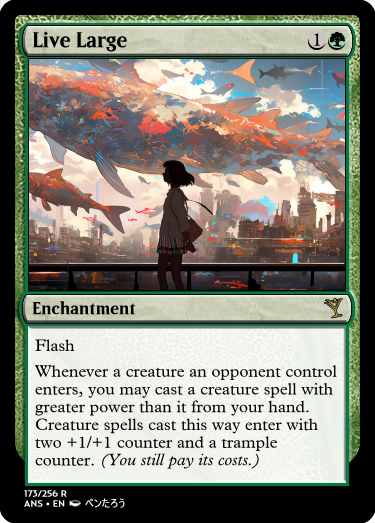 Live Large 1
Enchantment
Flash
Whenever a creature an opponent control
enters, you may cast a creature spell with
greater power than it from your hand.
Creature spells cast this way enter with
two +1/+1 counter and a trample
counter. (You still pay its costs.)
173/256 R
ANS • EN ペンたろう